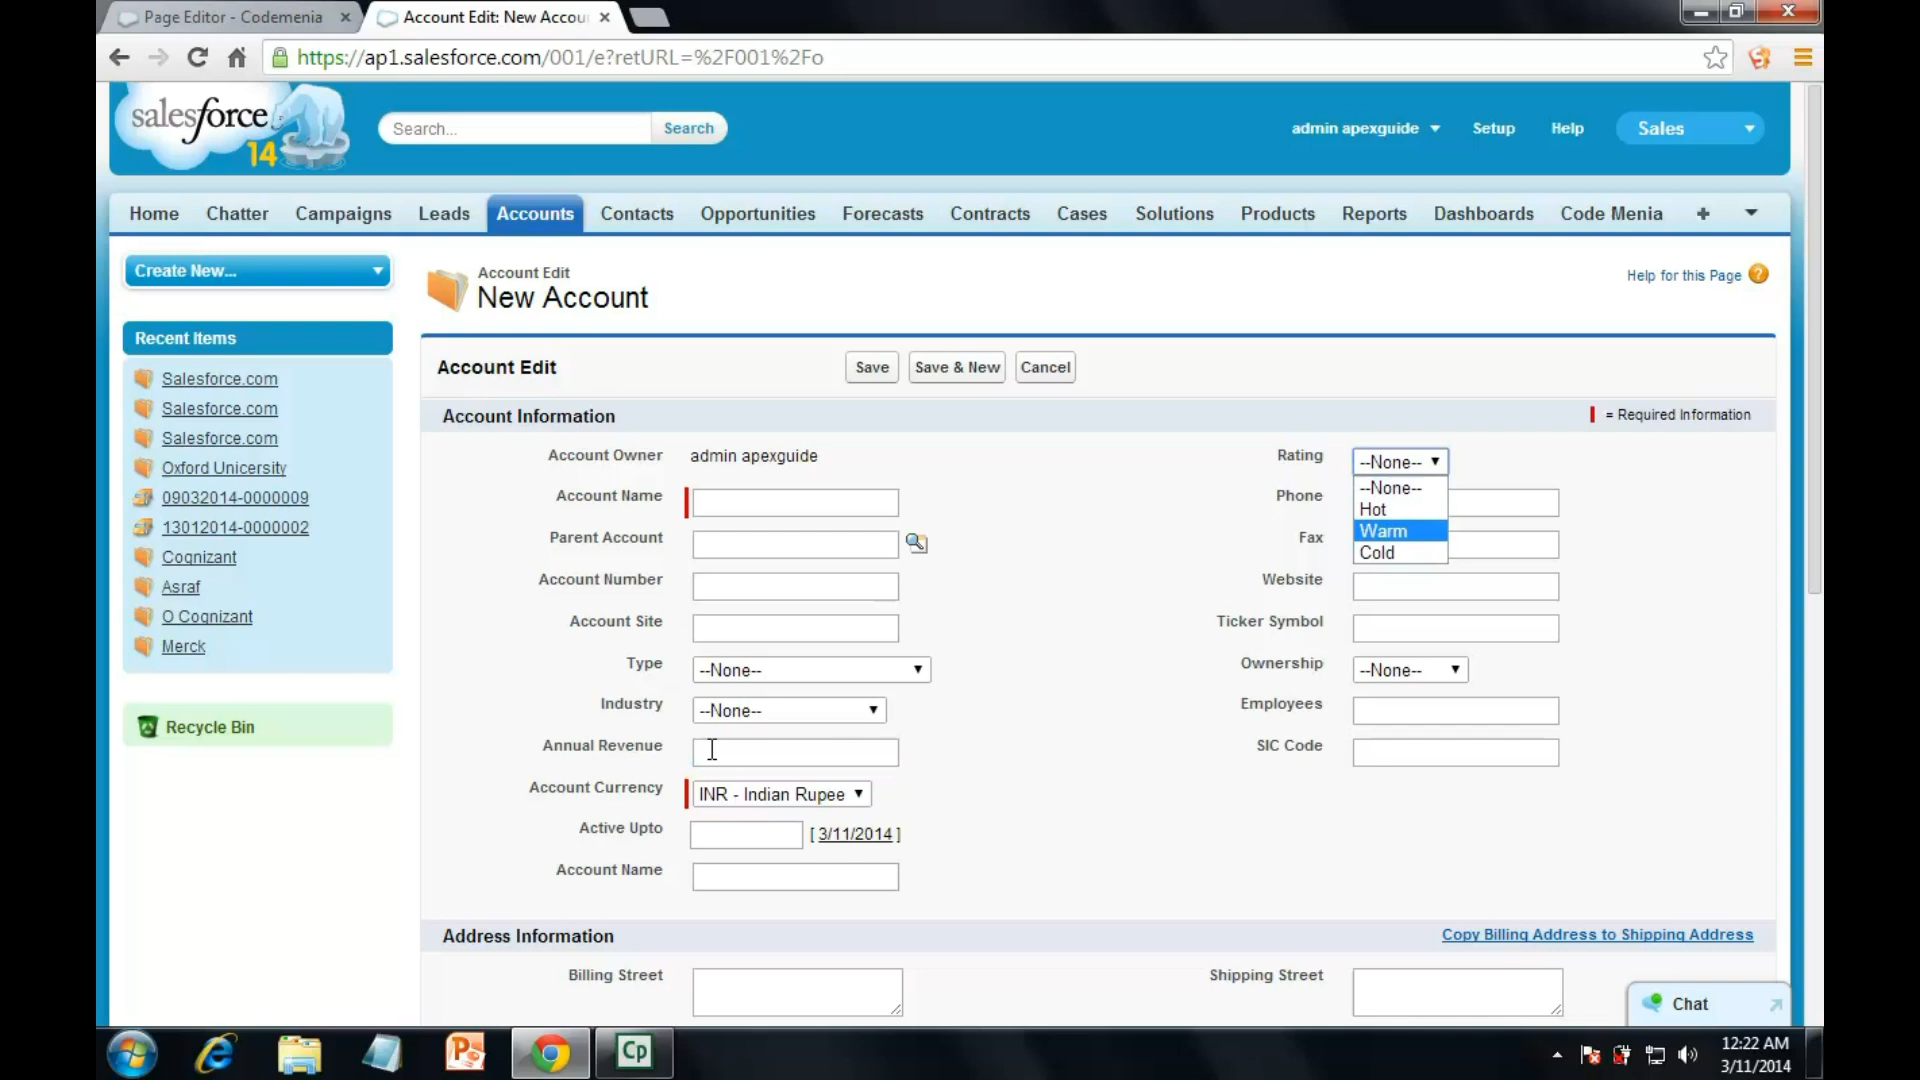 Page Editor - Codemenia
Account Edit: New Accou
https://ap1.salesforce.com/001/e?retURL=%2F001%2Fo
salesforce
14
Search...
Search
admin apexguide
Setup
Help
Sales
Home
Chatter
Campaigns
Leads
Accounts
Contacts
Opportunities
Forecasts
Contracts
Cases
Solutions
Products
Reports
Dashboards
Code Menia
+
Create New...
Recent Items
Salesforce.com
Salesforce.com
Salesforce.com
Oxford Unicersity
09032014-0000009
13012014-0000002
Cognizant
Asraf
O Cognizant
Merck
Recycle Bin
Account Edit
New Account
Help for this Page ?
Account Edit
Save
Save & New
Cancel
Account Information
= Required Information
Account Owner admin apexguide
Account Name
Parent Account
Account Number
Account Site
Type --None--
Industry --None--
Annual Revenue
Account Currency INR - Indian Rupee
Active Upto [ 3/11/2014 ]
Account Name
Rating --None--
--None--
Hot
Warm
Cold
Phone
Fax
Website
Ticker Symbol
Ownership --None--
Employees
SIC Code
Address Information
Copy Billing Address to Shipping Address
Billing Street
Shipping Street
Chat
Cp
12:22 AM
3/11/2014